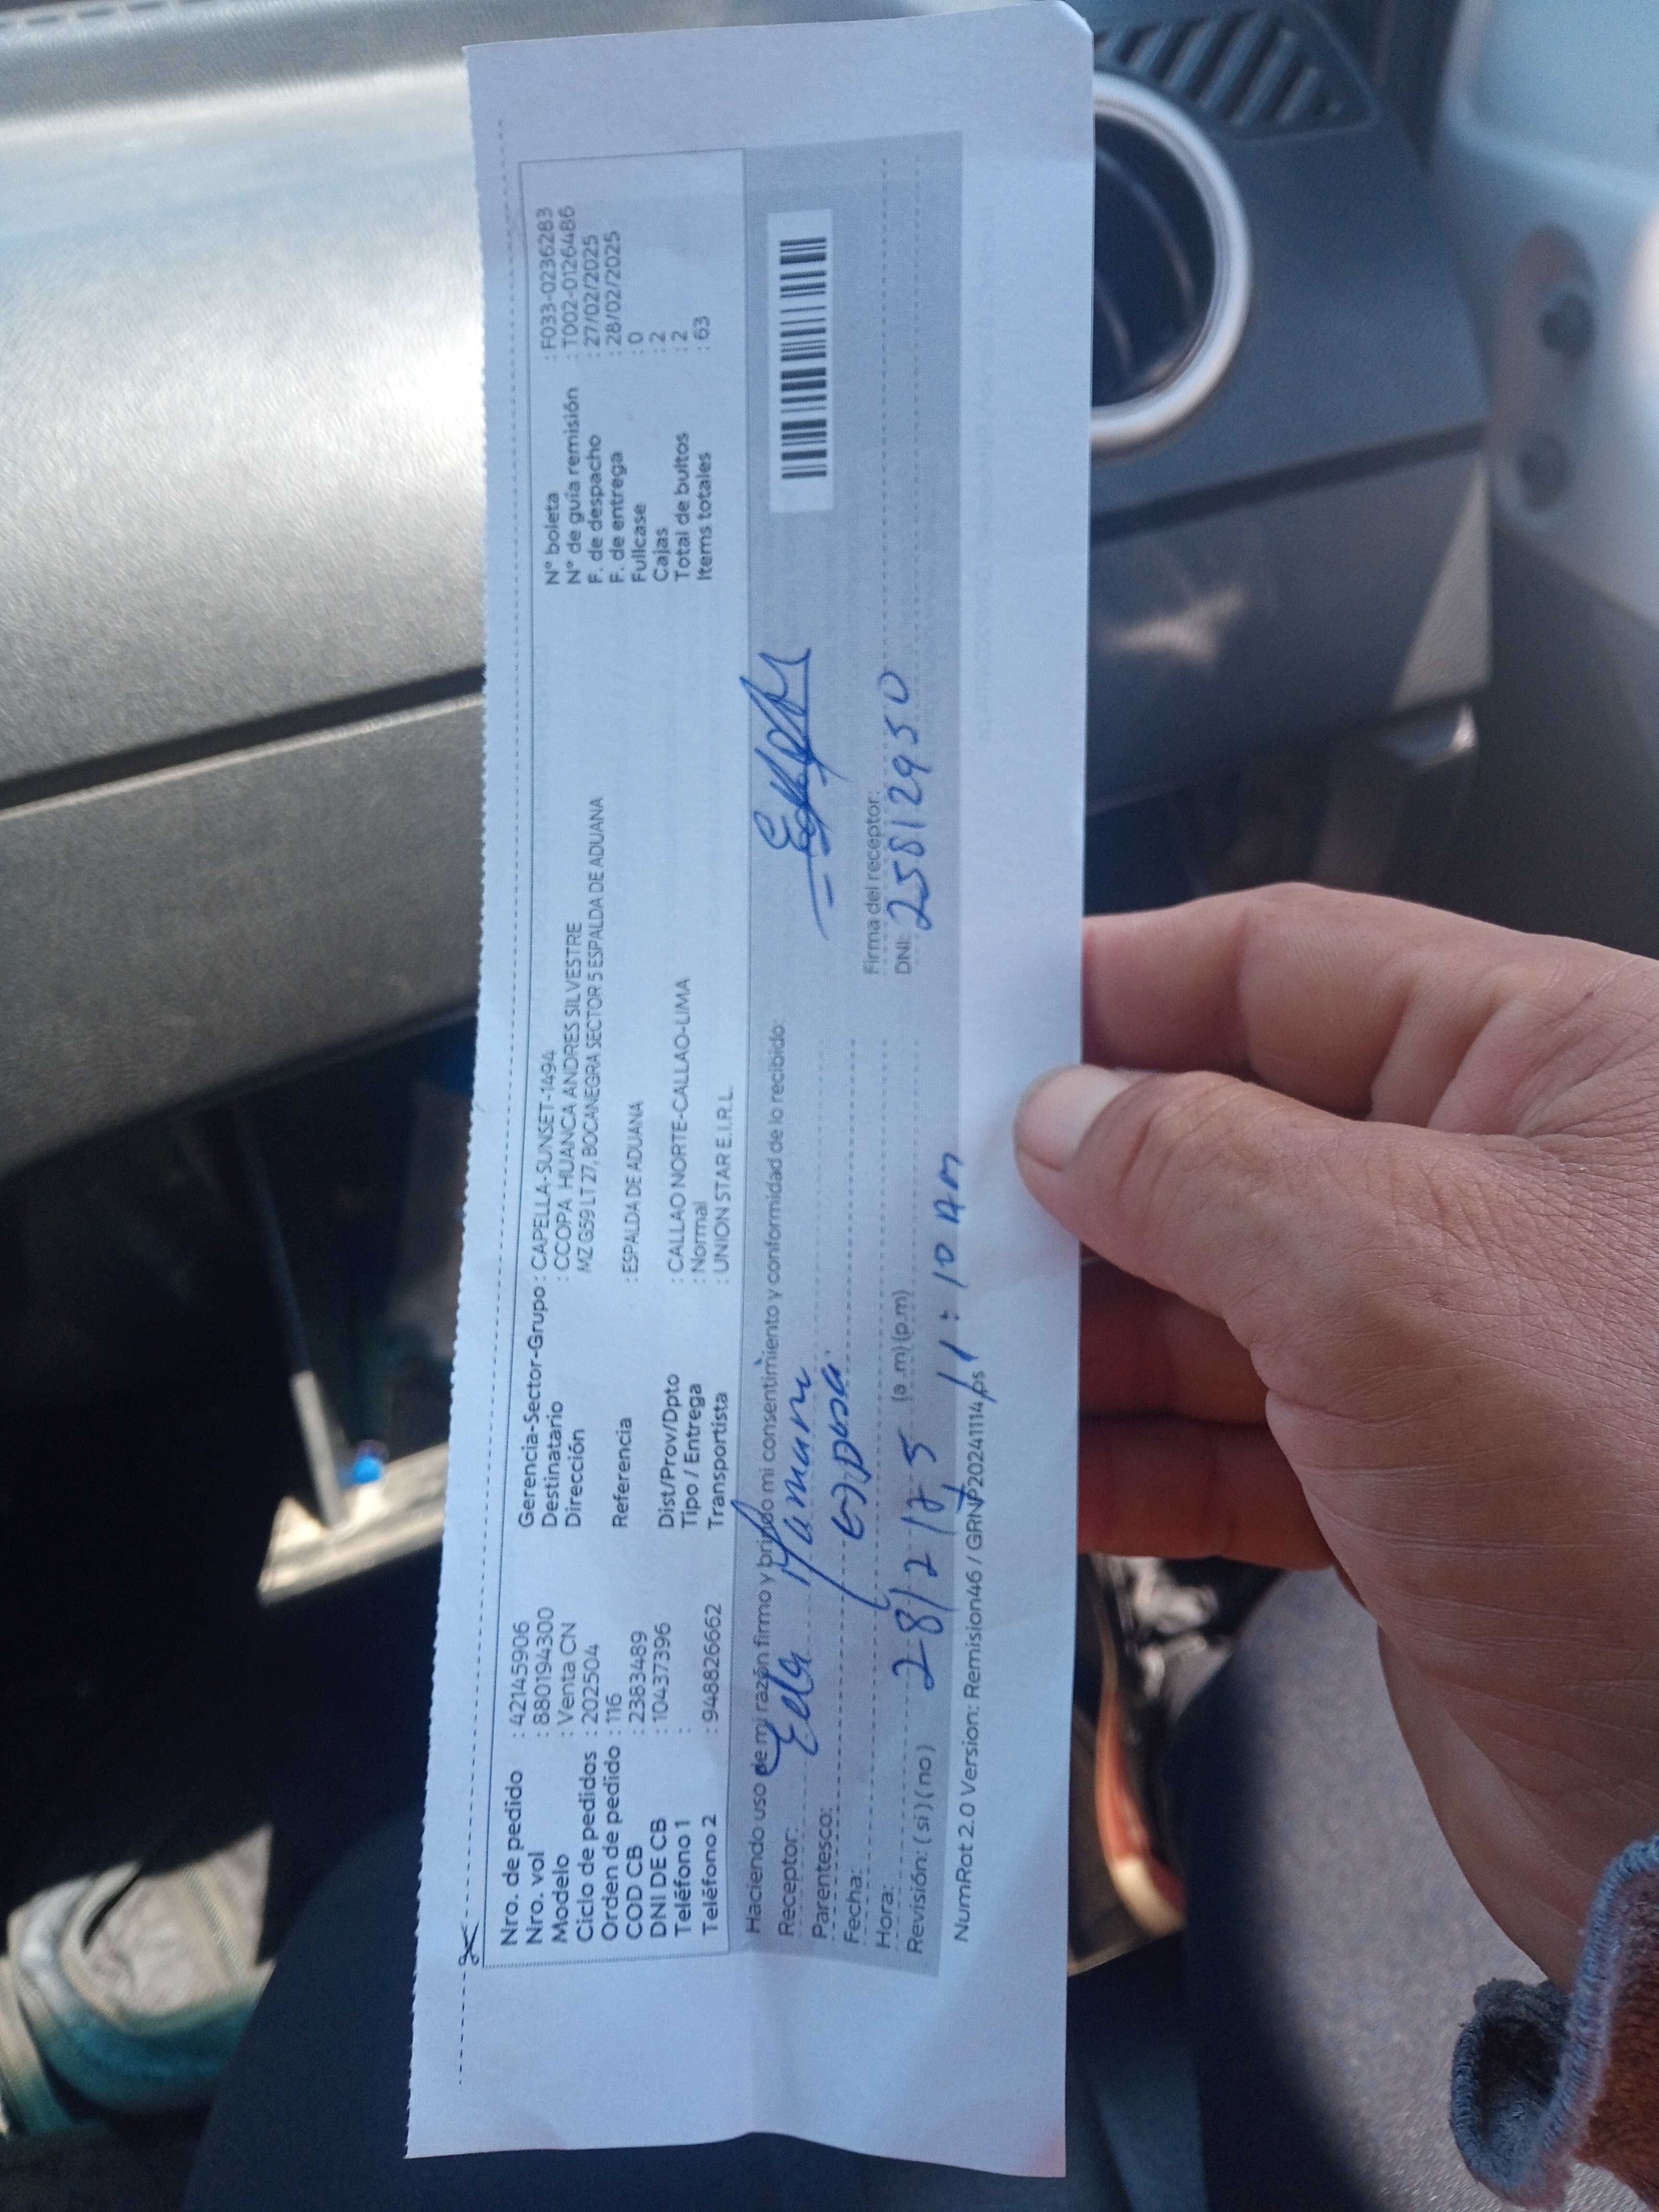 Nro. de pedido : 42145906
Nro. vol : 880194300
Modelo : Venta CN
Ciclo de pedidos : 202504
Orden de pedido : 116
COD CB : 2383489
DNI DE CB : 10437396
Teléfono 1 :
Teléfono 2 : 948826662
Gerencia-Sector-Grupo : CAPELLA-SUNSET-1494
Destinatario : CCOPA HUANCA ANDRES SILVESTRE
Dirección MZ G59 LT 27, BOCANEGRA SECTOR 5 ESPALDA DE ADUANA
Referencia : ESPALDA DE ADUANA
Dist/Prov/Dpto : CALLAO NORTE-CALLAO-LIMA
Tipo / Entrega : Normal
Transportista : UNION STAR E.I.R.L.
N° boleta : F033-0236283
N° de guía remisión : T002-0126486
F. de despacho : 27/02/2025
F. de entrega : 28/02/2025
Fullcase : 0
Cajas : 2
Total de bultos : 2
Items totales : 63
Haciendo uso de mi razón firmo y brindo mi consentimiento y conformidad de lo recibido:
Receptor: Mamani
Parentesco: esposa
Fecha:
Hora: (a.m) (p.m)
Revisión: (si) (no) 28/2/
11:10 AM
Firma del receptor:
DNI: 25812950
NumRot 2.0 Version: Remision46 / GRNP20241114.ps